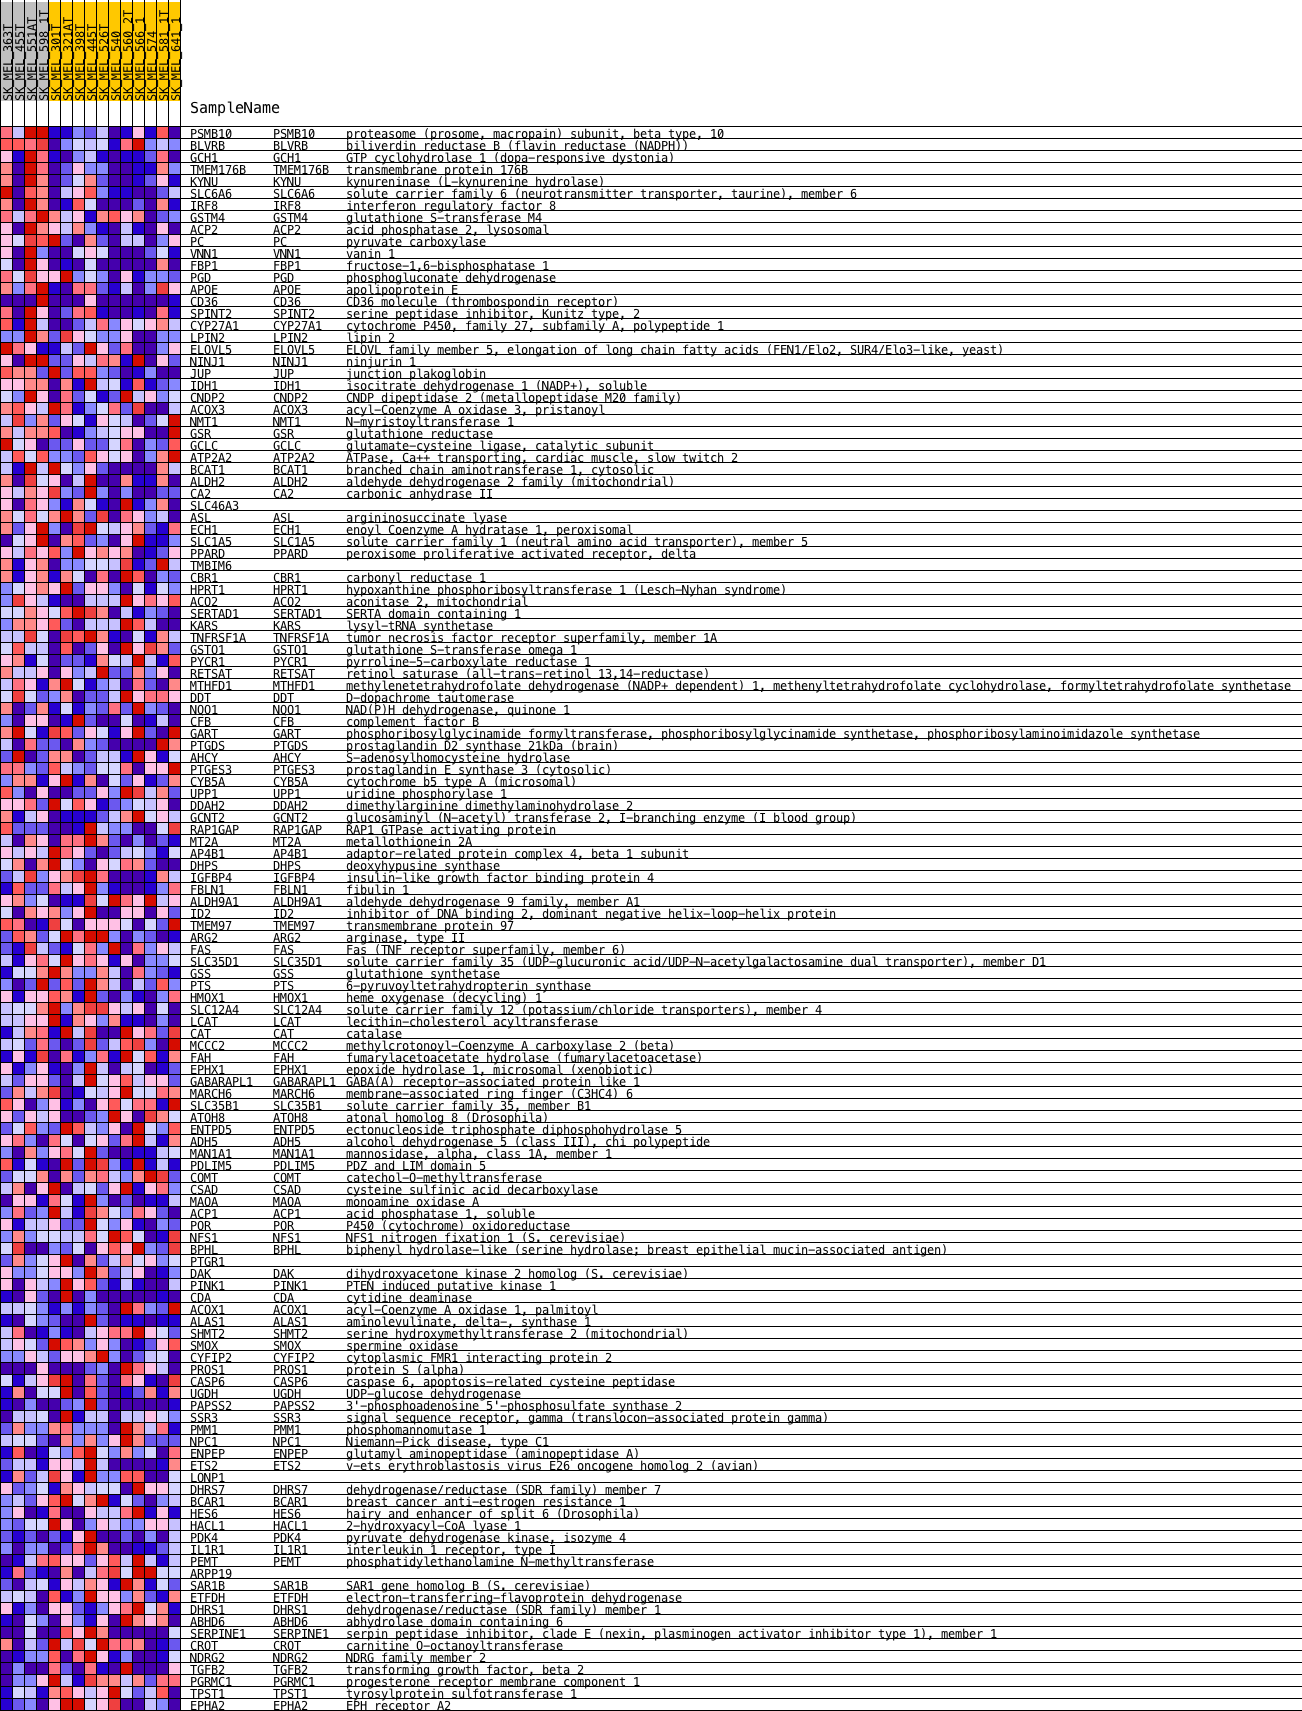 SK_MEL_363T
SK_MEL_455T
SK_MEL_551AT
SK_MEL_598_1T
SK_MEL_301T
SK_MEL_321AT
SK_MEL_398T
SK_MEL_445T
SK_MEL_526T
SK_MEL_540
SK_MEL_560_2T
SK_MEL_566_1
SK_MEL_574
SK_MEL_581_1T
SK_MEL_641_1
SampleName
PSMB10 PSMB10 proteasome (prosome, macropain) subunit, beta type, 10
BLVRB BLVRB biliverdin reductase B (flavin reductase (NADPH))
GCH1 GCH1 GTP cyclohydrolase 1 (dopa-responsive dystonia)
TMEM176B TMEM176B transmembrane protein 176B
KYNU KYNU kynureninase (L-kynurenine hydrolase)
SLC6A6 SLC6A6 solute carrier family 6 (neurotransmitter transporter, taurine), member 6
IRF8 IRF8 interferon regulatory factor 8
GSTM4 GSTM4 glutathione S-transferase M4
ACP2 ACP2 acid phosphatase 2, lysosomal
PC PC pyruvate carboxylase
VNN1 VNN1 vanin 1
FBP1 FBP1 fructose-1,6-bisphosphatase 1
PGD PGD phosphogluconate dehydrogenase
APOE APOE apolipoprotein E
CD36 CD36 CD36 molecule (thrombospondin receptor)
SPINT2 SPINT2 serine peptidase inhibitor, Kunitz type, 2
CYP27A1 CYP27A1 cytochrome P450, family 27, subfamily A, polypeptide 1
LPIN2 LPIN2 lipin 2
ELOVL5 ELOVL5 ELOVL family member 5, elongation of long chain fatty acids (FEN1/Elo2, SUR4/Elo3-like, yeast)
NINJ1 NINJ1 ninjurin 1
JUP JUP junction plakoglobin
IDH1 IDH1 isocitrate dehydrogenase 1 (NADP+), soluble
CNDP2 CNDP2 CNDP dipeptidase 2 (metallopeptidase M20 family)
ACOX3 ACOX3 acyl-Coenzyme A oxidase 3, pristanoyl
NMT1 NMT1 N-myristoyltransferase 1
GSR GSR glutathione reductase
GCLC GCLC glutamate-cysteine ligase, catalytic subunit
ATP2A2 ATP2A2 ATPase, Ca++ transporting, cardiac muscle, slow twitch 2
BCAT1 BCAT1 branched chain aminotransferase 1, cytosolic
ALDH2 ALDH2 aldehyde dehydrogenase 2 family (mitochondrial)
CA2 CA2 carbonic anhydrase II
SLC46A3
ASL ASL argininosuccinate lyase
ECH1 ECH1 enoyl Coenzyme A hydratase 1, peroxisomal
SLC1A5 SLC1A5 solute carrier family 1 (neutral amino acid transporter), member 5
PPARD PPARD peroxisome proliferative activated receptor, delta
TMBIM6
CBR1 CBR1 carbonyl reductase 1
HPRT1 HPRT1 hypoxanthine phosphoribosyltransferase 1 (Lesch-Nyhan syndrome)
ACO2 ACO2 aconitase 2, mitochondrial
SERTAD1 SERTAD1 SERTA domain containing 1
KARS KARS lysyl-tRNA synthetase
TNFRSF1A TNFRSF1A tumor necrosis factor receptor superfamily, member 1A
GSTO1 GSTO1 glutathione S-transferase omega 1
PYCR1 PYCR1 pyrroline-5-carboxylate reductase 1
RETSAT RETSAT retinol saturase (all-trans-retinol 13,14-reductase)
MTHFD1 MTHFD1 methylenetetrahydrofolate dehydrogenase (NADP+ dependent) 1, methenyltetrahydrofolate cyclohydrolase, formyltetrahydrofolate synthetase
DDT DDT D-dopachrome tautomerase
NQO1 NQO1 NAD(P)H dehydrogenase, quinone 1
CFB CFB complement factor B
GART GART phosphoribosylglycinamide formyltransferase, phosphoribosylglycinamide synthetase, phosphoribosylaminoimidazole synthetase
PTGDS PTGDS prostaglandin D2 synthase 21kDa (brain)
AHCY AHCY S-adenosylhomocysteine hydrolase
PTGES3 PTGES3 prostaglandin E synthase 3 (cytosolic)
CYB5A CYB5A cytochrome b5 type A (microsomal)
UPP1 UPP1 uridine phosphorylase 1
DDAH2 DDAH2 dimethylarginine dimethylaminohydrolase 2
GCNT2 GCNT2 glucosaminyl (N-acetyl) transferase 2, I-branching enzyme (I blood group)
RAP1GAP RAP1GAP RAP1 GTPase activating protein
MT2A MT2A metallothionein 2A
AP4B1 AP4B1 adaptor-related protein complex 4, beta 1 subunit
DHPS DHPS deoxyhypusine synthase
IGFBP4 IGFBP4 insulin-like growth factor binding protein 4
FBLN1 FBLN1 fibulin 1
ALDH9A1 ALDH9A1 aldehyde dehydrogenase 9 family, member A1
ID2 ID2 inhibitor of DNA binding 2, dominant negative helix-loop-helix protein
TMEM97 TMEM97 transmembrane protein 97
ARG2 ARG2 arginase, type II
FAS FAS Fas (TNF receptor superfamily, member 6)
SLC35D1 SLC35D1 solute carrier family 35 (UDP-glucuronic acid/UDP-N-acetylgalactosamine dual transporter), member D1
GSS GSS glutathione synthetase
PTS PTS 6-pyruvoyltetrahydropterin synthase
HMOX1 HMOX1 heme oxygenase (decycling) 1
SLC12A4 SLC12A4 solute carrier family 12 (potassium/chloride transporters), member 4
LCAT LCAT lecithin-cholesterol acyltransferase
CAT CAT catalase
MCCC2 MCCC2 methylcrotonoyl-Coenzyme A carboxylase 2 (beta)
FAH FAH fumarylacetoacetate hydrolase (fumarylacetoacetase)
EPHX1 EPHX1 epoxide hydrolase 1, microsomal (xenobiotic)
GABARAPL1 GABARAPL1 GABA(A) receptor-associated protein like 1
MARCH6 MARCH6 membrane-associated ring finger (C3HC4) 6
SLC35B1 SLC35B1 solute carrier family 35, member B1
ATOH8 ATOH8 atonal homolog 8 (Drosophila)
ENTPD5 ENTPD5 ectonucleoside triphosphate diphosphohydrolase 5
ADH5 ADH5 alcohol dehydrogenase 5 (class III), chi polypeptide
MAN1A1 MAN1A1 mannosidase, alpha, class 1A, member 1
PDLIM5 PDLIM5 PDZ and LIM domain 5
COMT COMT catechol-O-methyltransferase
CSAD CSAD cysteine sulfinic acid decarboxylase
MAOA MAOA monoamine oxidase A
ACP1 ACP1 acid phosphatase 1, soluble
POR POR P450 (cytochrome) oxidoreductase
NFS1 NFS1 NFS1 nitrogen fixation 1 (S. cerevisiae)
BPHL BPHL biphenyl hydrolase-like (serine hydrolase; breast epithelial mucin-associated antigen)
PTGR1
DAK DAK dihydroxyacetone kinase 2 homolog (S. cerevisiae)
PINK1 PINK1 PTEN induced putative kinase 1
CDA CDA cytidine deaminase
ACOX1 ACOX1 acyl-Coenzyme A oxidase 1, palmitoyl
ALAS1 ALAS1 aminolevulinate, delta-, synthase 1
SHMT2 SHMT2 serine hydroxymethyltransferase 2 (mitochondrial)
SMOX SMOX spermine oxidase
CYFIP2 CYFIP2 cytoplasmic FMR1 interacting protein 2
PROS1 PROS1 protein S (alpha)
CASP6 CASP6 caspase 6, apoptosis-related cysteine peptidase
UGDH UGDH UDP-glucose dehydrogenase
PAPSS2 PAPSS2 3'-phosphoadenosine 5'-phosphosulfate synthase 2
SSR3 SSR3 signal sequence receptor, gamma (translocon-associated protein gamma)
PMM1 PMM1 phosphomannomutase 1
NPC1 NPC1 Niemann-Pick disease, type C1
ENPEP ENPEP glutamyl aminopeptidase (aminopeptidase A)
ETS2 ETS2 v-ets erythroblastosis virus E26 oncogene homolog 2 (avian)
LONP1
DHRS7 DHRS7 dehydrogenase/reductase (SDR family) member 7
BCAR1 BCAR1 breast cancer anti-estrogen resistance 1
HES6 HES6 hairy and enhancer of split 6 (Drosophila)
HACL1 HACL1 2-hydroxyacyl-CoA lyase 1
PDK4 PDK4 pyruvate dehydrogenase kinase, isozyme 4
IL1R1 IL1R1 interleukin 1 receptor, type I
PEMT PEMT phosphatidylethanolamine N-methyltransferase
ARPP19
SAR1B SAR1B SAR1 gene homolog B (S. cerevisiae)
ETFDH ETFDH electron-transferring-flavoprotein dehydrogenase
DHRS1 DHRS1 dehydrogenase/reductase (SDR family) member 1
ABHD6 ABHD6 abhydrolase domain containing 6
SERPINE1 SERPINE1 serpin peptidase inhibitor, clade E (nexin, plasminogen activator inhibitor type 1), member 1
CROT CROT carnitine O-octanoyltransferase
NDRG2 NDRG2 NDRG family member 2
TGFB2 TGFB2 transforming growth factor, beta 2
PGRMC1 PGRMC1 progesterone receptor membrane component 1
TPST1 TPST1 tyrosylprotein sulfotransferase 1
EPHA2 EPHA2 EPH receptor A2